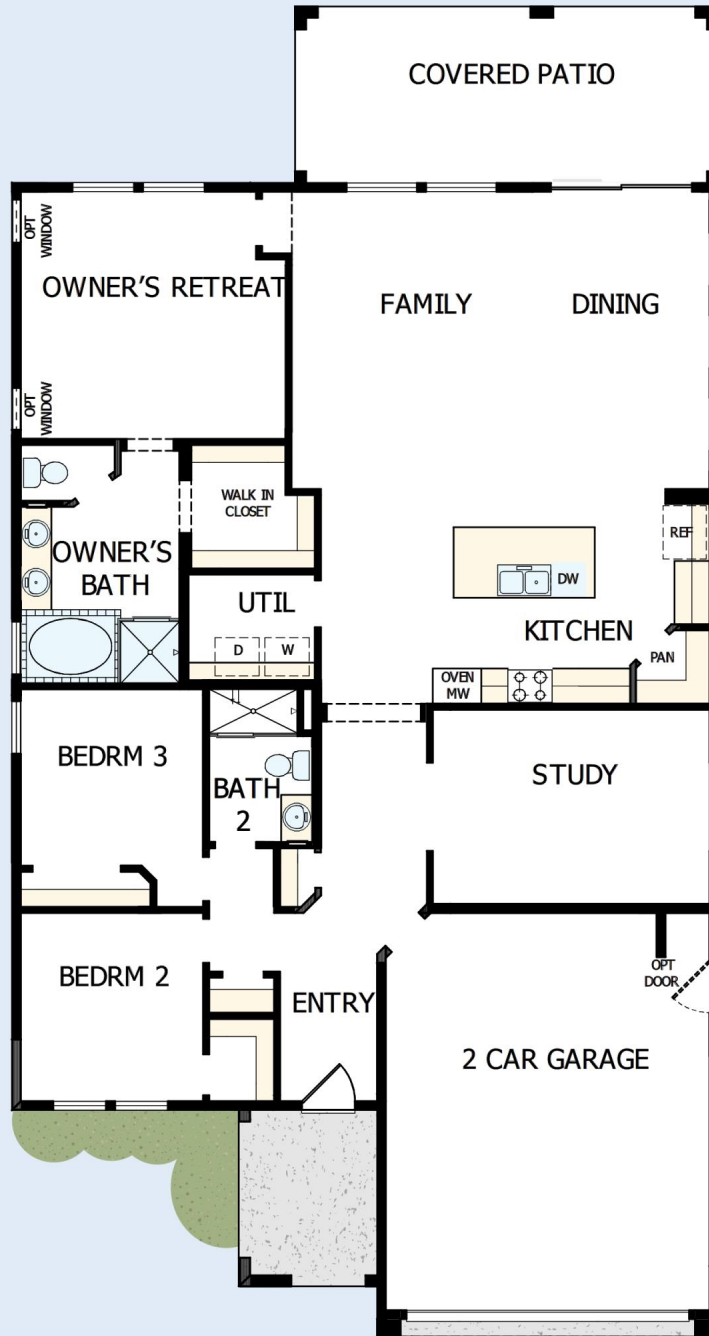 COVERED PATIO
OPT
WINDOW
OWNER'S RETREAT
FAMILY
DINING
OPT
WINDOW
WALK IN
CLOSET
REF
OWNER'S
BATH
DW
UTIL
KITCHEN
D
W
PAN
OVEN
MW
BEDRM 3
BATH
2
STUDY
BEDRM 2
OPT
DOOR
ENTRY
2 CAR GARAGE